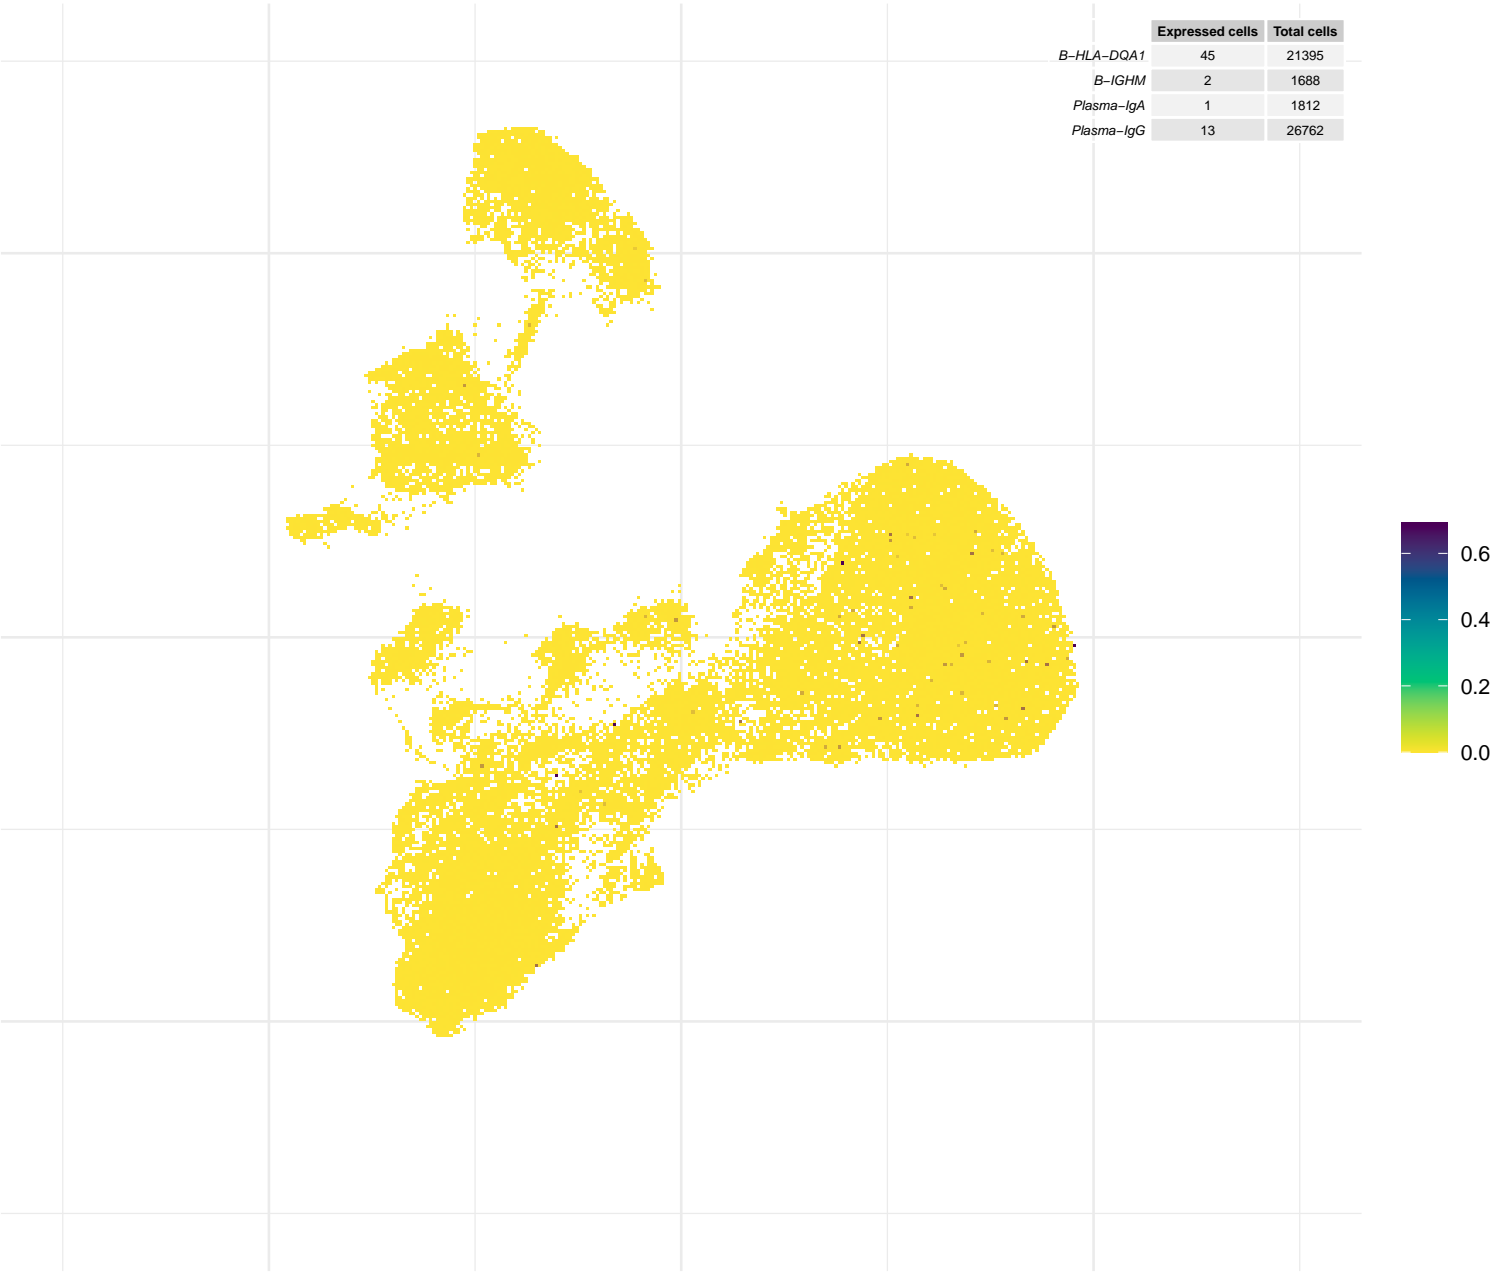 Expressed cells Total cells
B−HLA−DQA1 45 21395
B−IGHM 2 1688
Plasma−IgA 1 1812
Plasma−IgG 13 26762
0.6
0.4
0.2
0.0